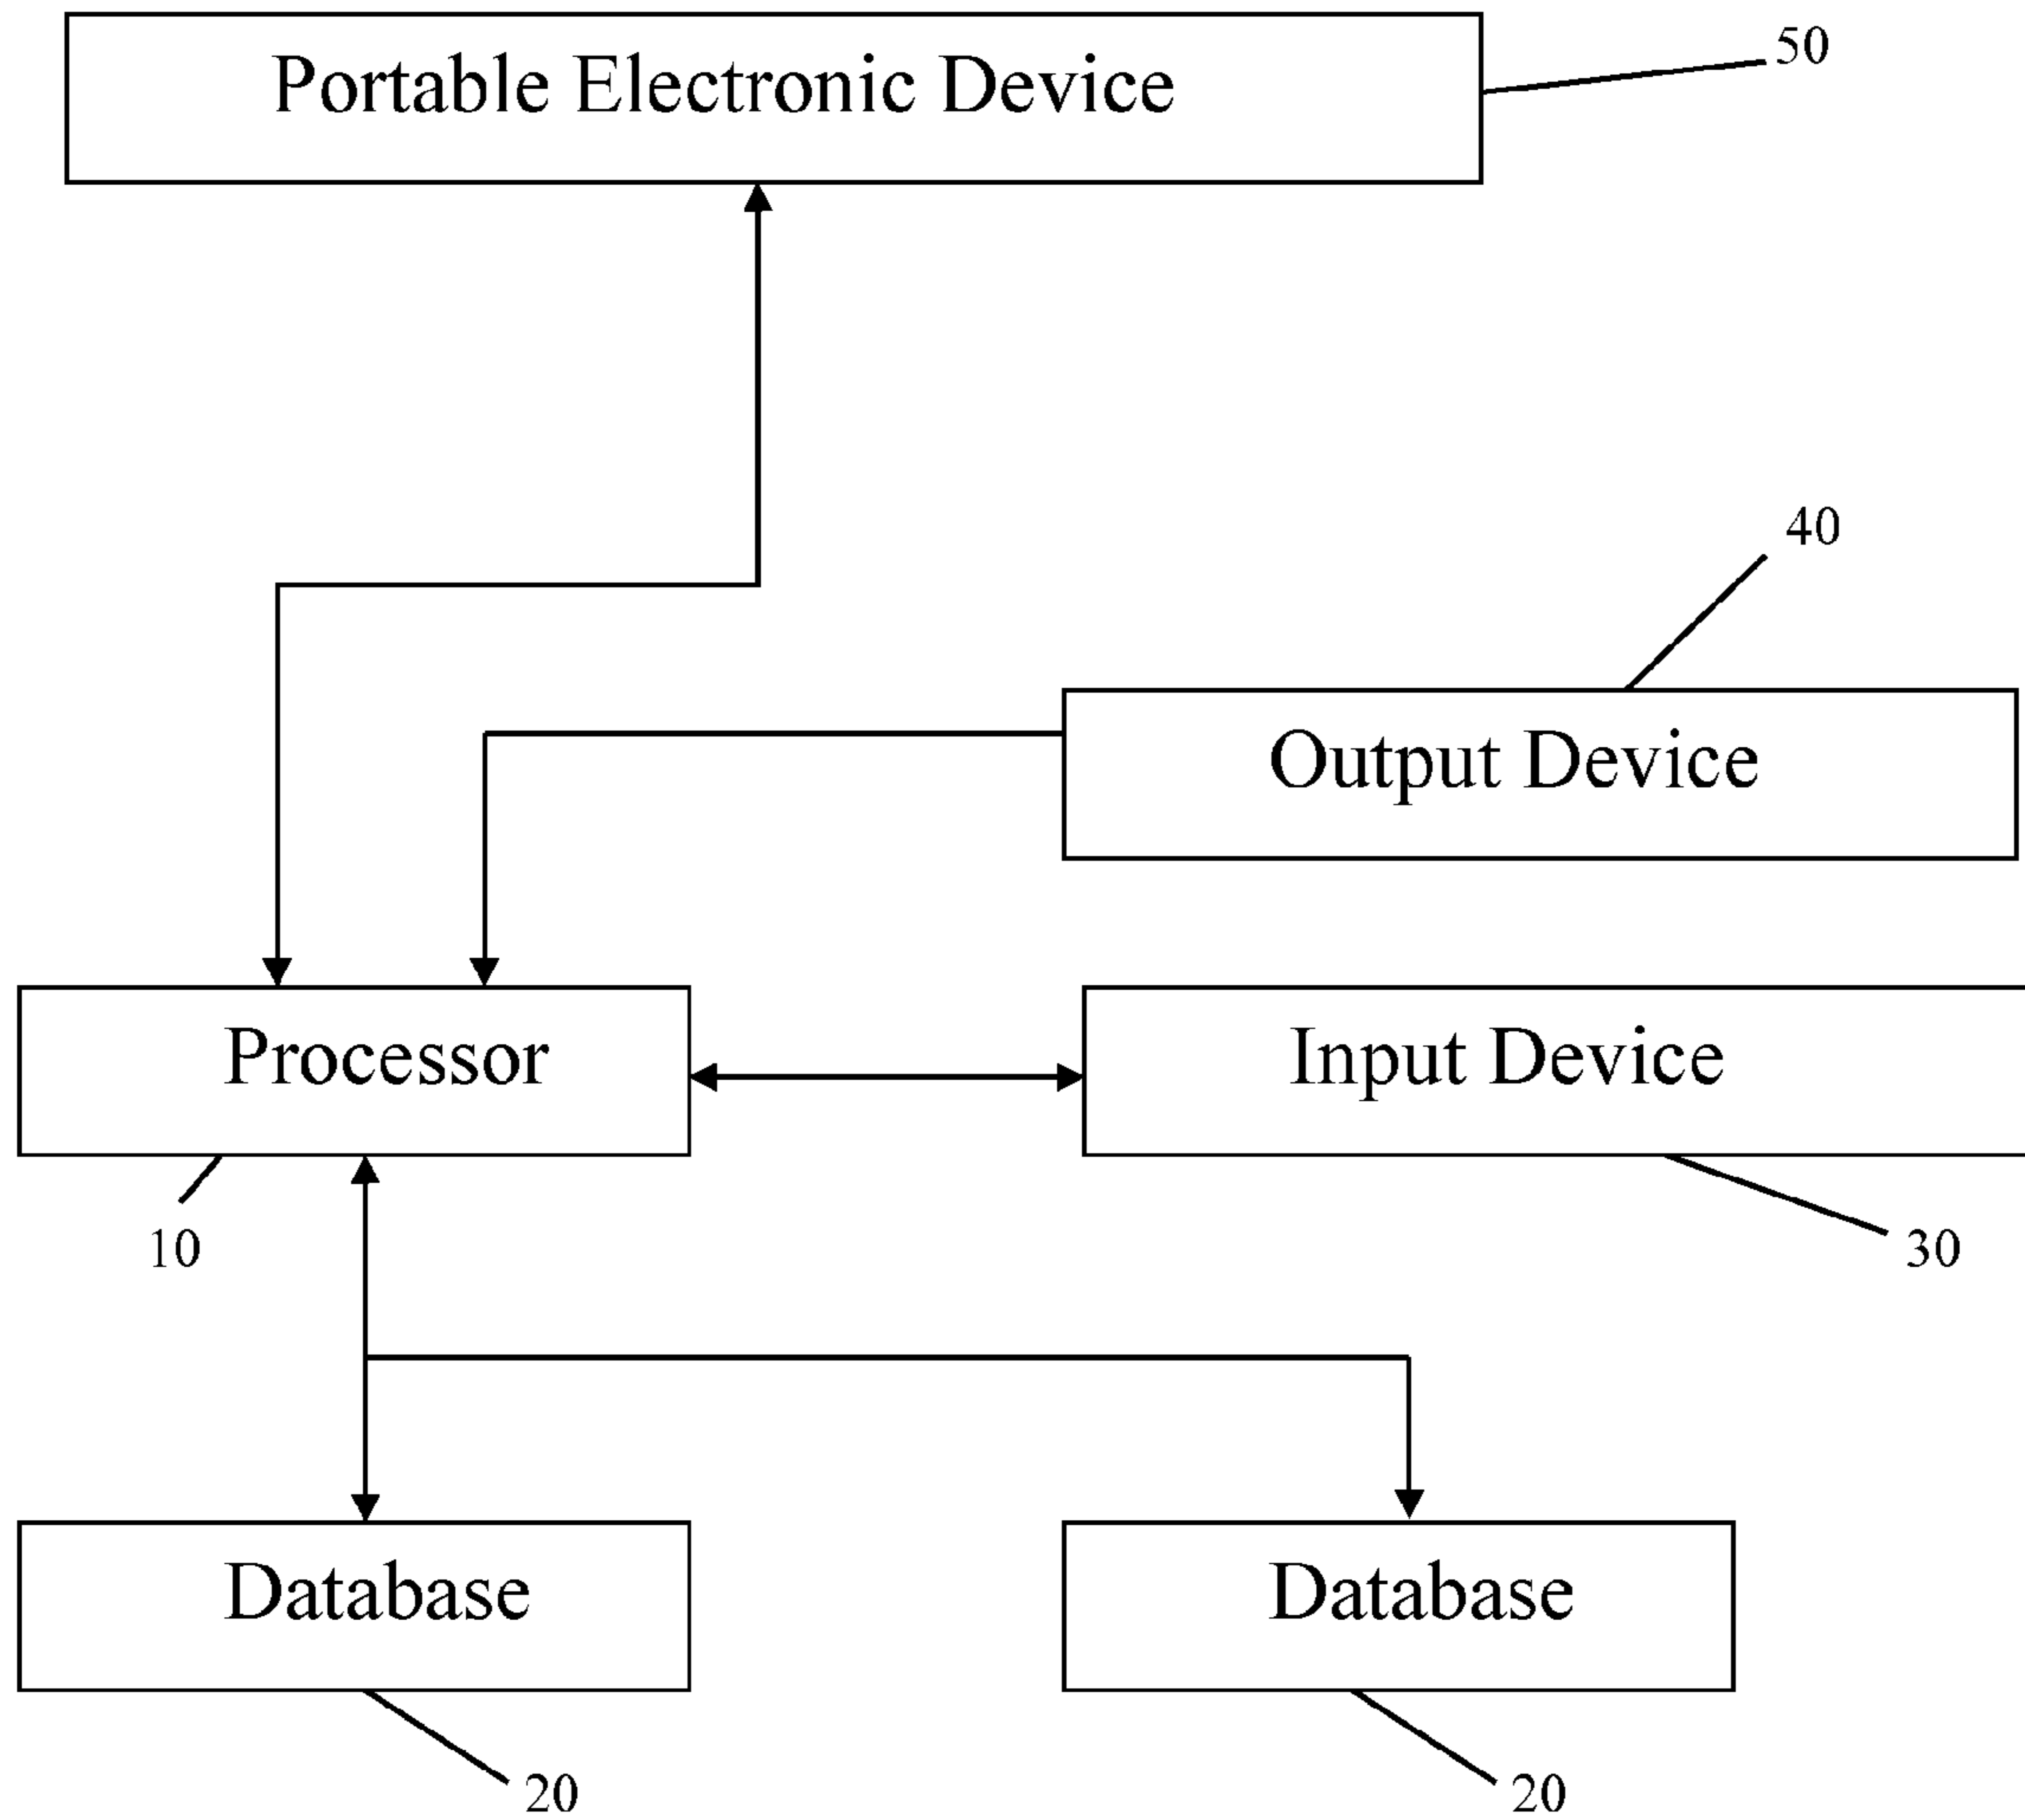 Portable Electronic Device
50
40
Output Device
Processor
Input Device
10
30
Database
Database
20
20